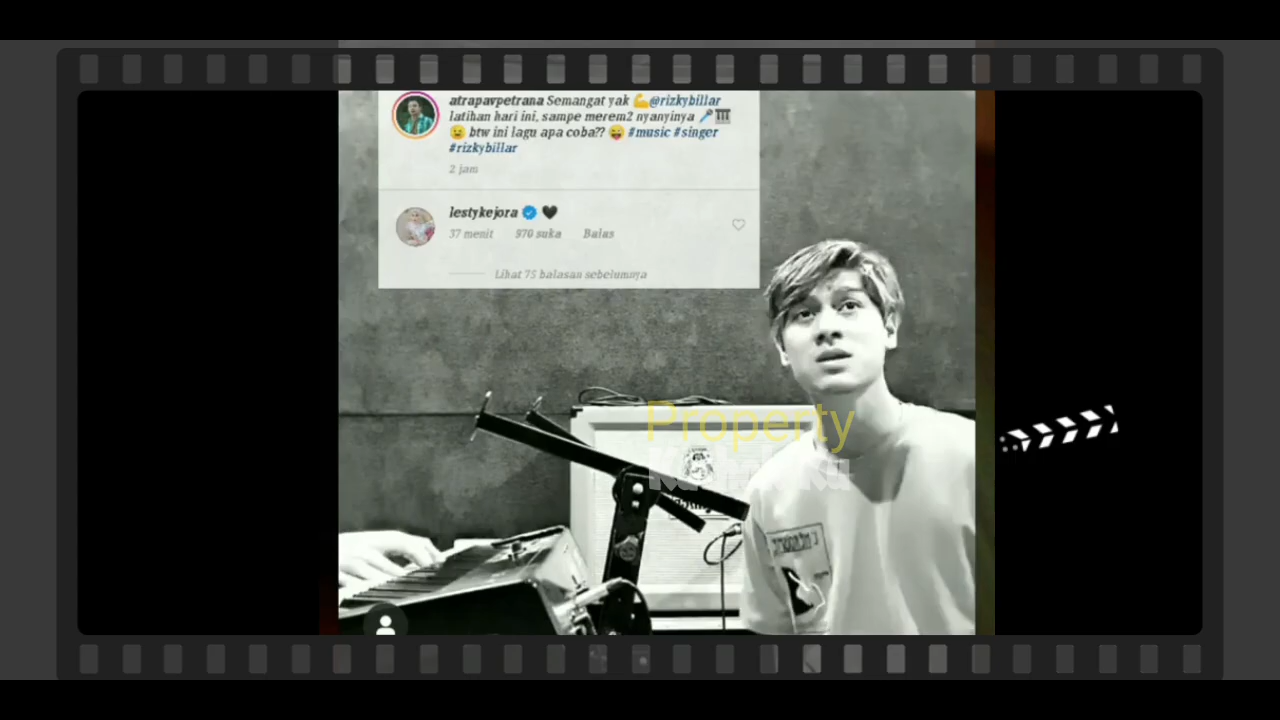 atrapavpetrana Semangat yak 💪@rizkybillar
latihan hari ini, sampe merem2 nyanyinya 🎤🎹
😉 btw ini lagu apa coba?? 😜 #music #singer
#rizkybillar
2 jam
lestykejora 🖤
37 menit 970 suka Balas
Lihat 75 balasan sebelumnya
Property